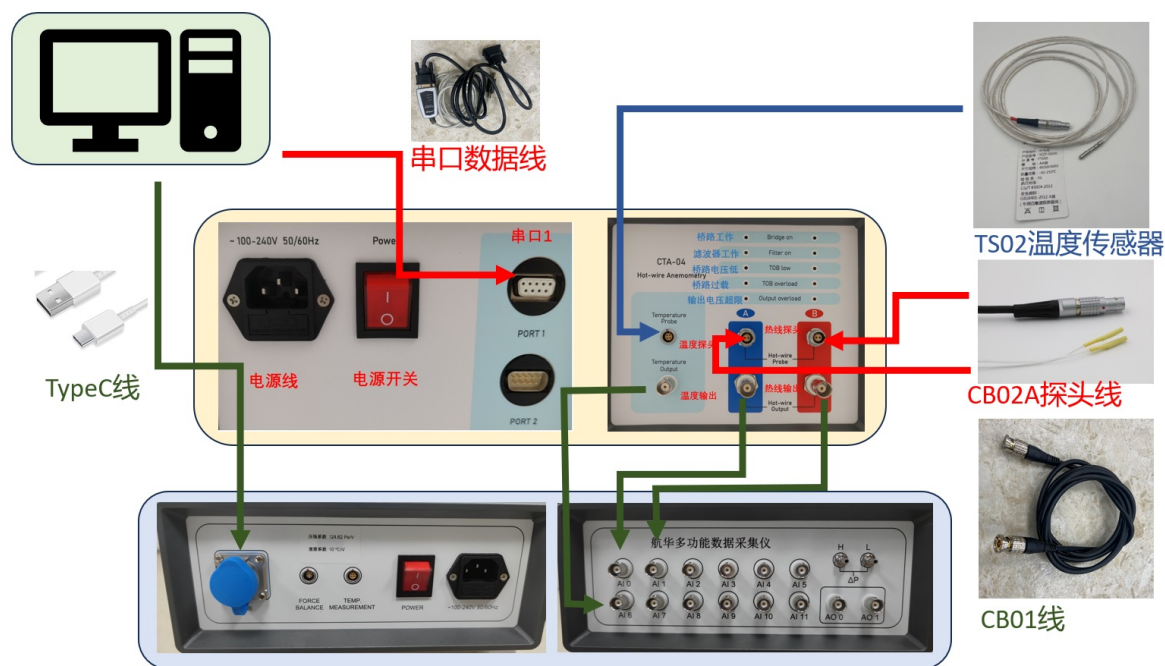 串口数据线
TS02温度传感器
TypeC线
~ 100-240V 50/60Hz
Power
串口1
PORT 1
PORT 2
电源线
电源开关
CTA-04
Hot-wire Anemometry
桥路工作 Bridge on
滤波器工作 Filter on
桥路电压低 TOB low
桥路过载 TOB overload
输出电压超限 Output overload
Temperature
Probe
温度探头
Temperature
Output
温度输出
A
B
热线探头
Hot-wire
Probe
热线输出
Hot-wire
Output
CB02A探头线
CB01线
FORCE
BALANCE
TEMP.
MEASUREMENT
POWER
~100-240V 50/60Hz
航华多功能数据采集仪
AI 0 AI 1 AI 2 AI 3 AI 4 AI 5
AI 6 AI 7 AI 8 AI 9 AI 10 AI 11
H L
ΔP
AO 0 AO 1